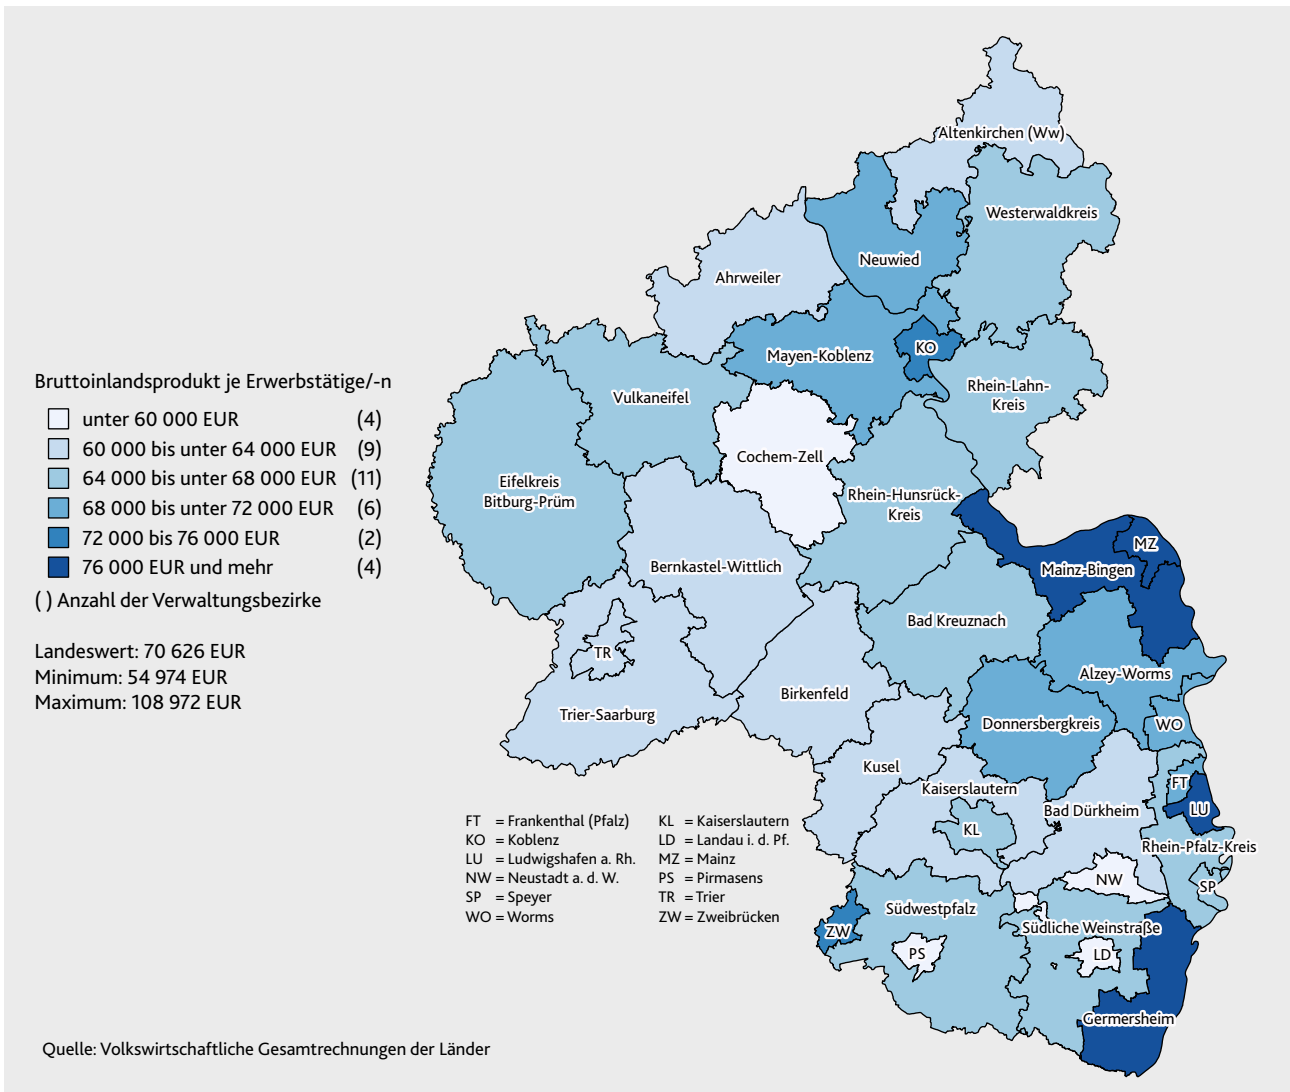 Altenkirchen (Ww)
Westerwaldkreis
Neuwied
Ahrweiler
KO
Mayen-Koblenz
Rhein-Lahn-
Kreis
Vulkaneifel
Cochem-Zell
Eifelkreis
Bitburg-Prüm
Rhein-Hunsrück-
Kreis
MZ
Mainz-Bingen
Bernkastel-Wittlich
Bad Kreuznach
TR
Alzey-Worms
Birkenfeld
Trier-Saarburg
Donnersbergkreis
WO
Kusel
FT
Kaiserslautern
LU
Bad Dürkheim
KL
Rhein-Pfalz-Kreis
NW
SP
Südwestpfalz
Südliche Weinstraße
ZW
PS
LD
Germersheim
Bruttoinlandsprodukt je Erwerbstätige/-n
unter 60 000 EUR (4)
60 000 bis unter 64 000 EUR (9)
64 000 bis unter 68 000 EUR (11)
68 000 bis unter 72 000 EUR (6)
72 000 bis 76 000 EUR (2)
76 000 EUR und mehr (4)
( ) Anzahl der Verwaltungsbezirke
Landeswert: 70 626 EUR
Minimum: 54 974 EUR
Maximum: 108 972 EUR
FT = Frankenthal (Pfalz) KL = Kaiserslautern
KO = Koblenz LD = Landau i. d. Pf.
LU = Ludwigshafen a. Rh. MZ = Mainz
NW = Neustadt a. d. W. PS = Pirmasens
SP = Speyer TR = Trier
WO = Worms ZW = Zweibrücken
Quelle: Volkswirtschaftliche Gesamtrechnungen der Länder